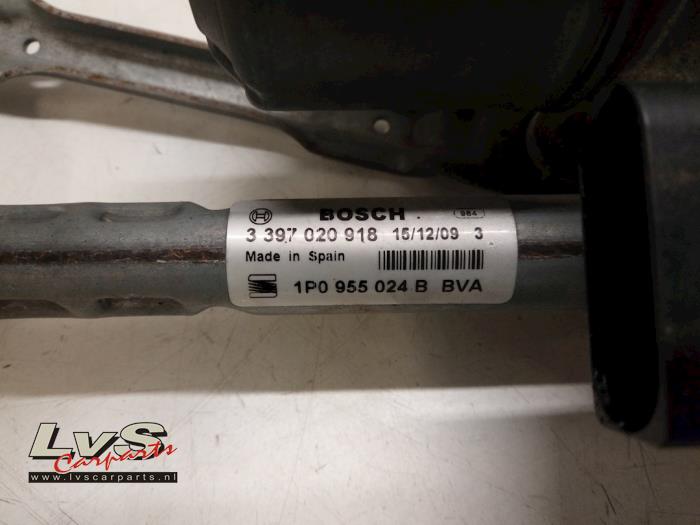 BOSCH
984
3 397 020 918 15/12/09 3
Made in Spain
1P0 955 024 B BVA
LvS
Carparts
www.lvscarparts.nl